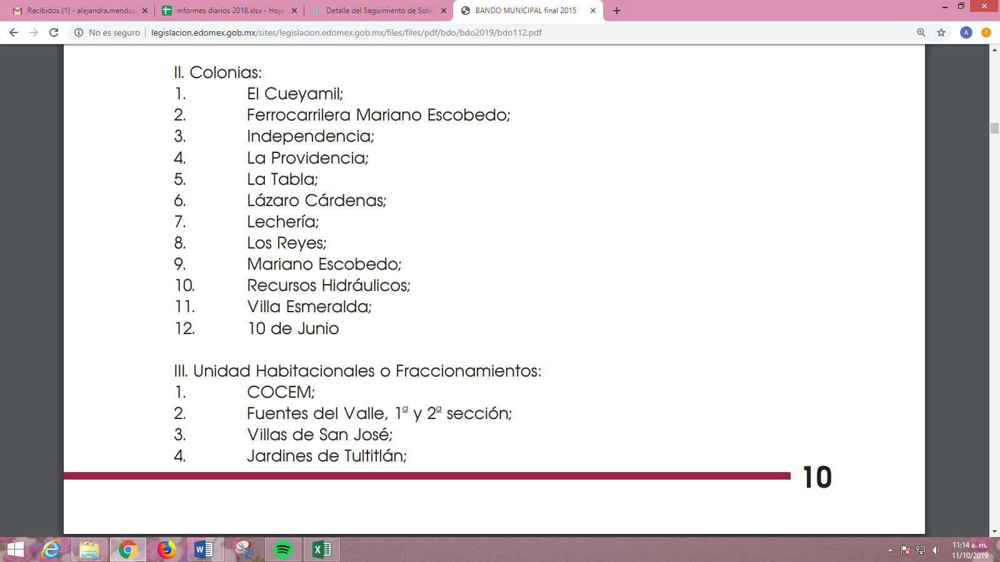 Recibidos (1) - alejandra.mendoz
informes diarios 2018.xlsx - Hoja
Detalle del Seguimiento de Solic
BANDO MUNICIPAL final 2015
No es seguro
legislacion.edomex.gob.mx/sites/legislacion.edomex.gob.mx/files/files/pdf/bdo/bdo2019/bdo112.pdf
A
II. Colonias:
1. El Cueyamil;
2. Ferrocarrilera Mariano Escobedo;
3. Independencia;
4. La Providencia;
5. La Tabla;
6. Lázaro Cárdenas;
7. Lechería;
8. Los Reyes;
9. Mariano Escobedo;
10. Recursos Hidráulicos;
11. Villa Esmeralda;
12. 10 de Junio
III. Unidad Habitacionales o Fraccionamientos:
1. COCEM;
2. Fuentes del Valle, 1ª y 2ª sección;
3. Villas de San José;
4. Jardines de Tultitlán;
10
11:14 a. m.
11/10/2019